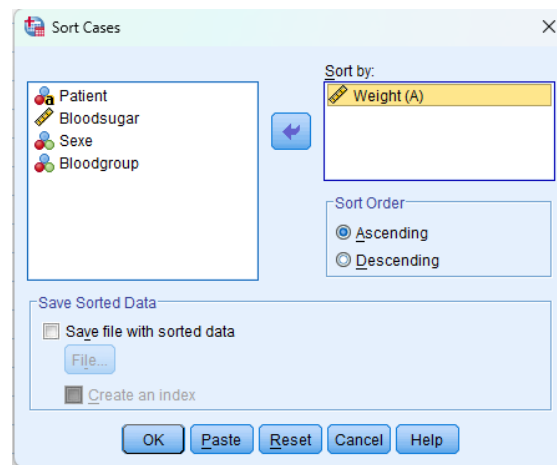 Sort Cases
Patient
Bloodsugar
Sexe
Bloodgroup
Sort by:
Weight (A)
Sort Order
Ascending
Descending
Save Sorted Data
Save file with sorted data
File...
Create an index
OK Paste Reset Cancel Help